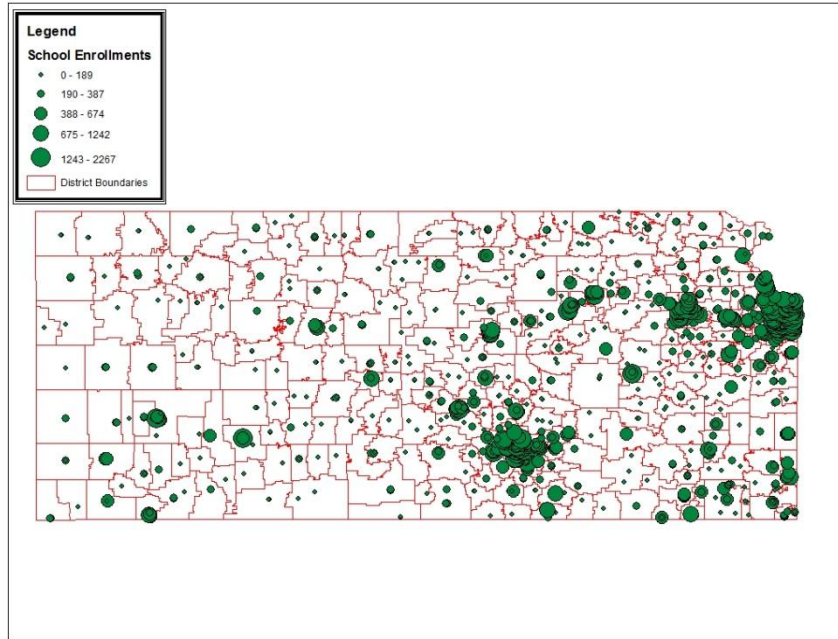 Legend
School Enrollments
0 - 189
190 - 387
388 - 674
675 - 1242
1243 - 2267
District Boundaries